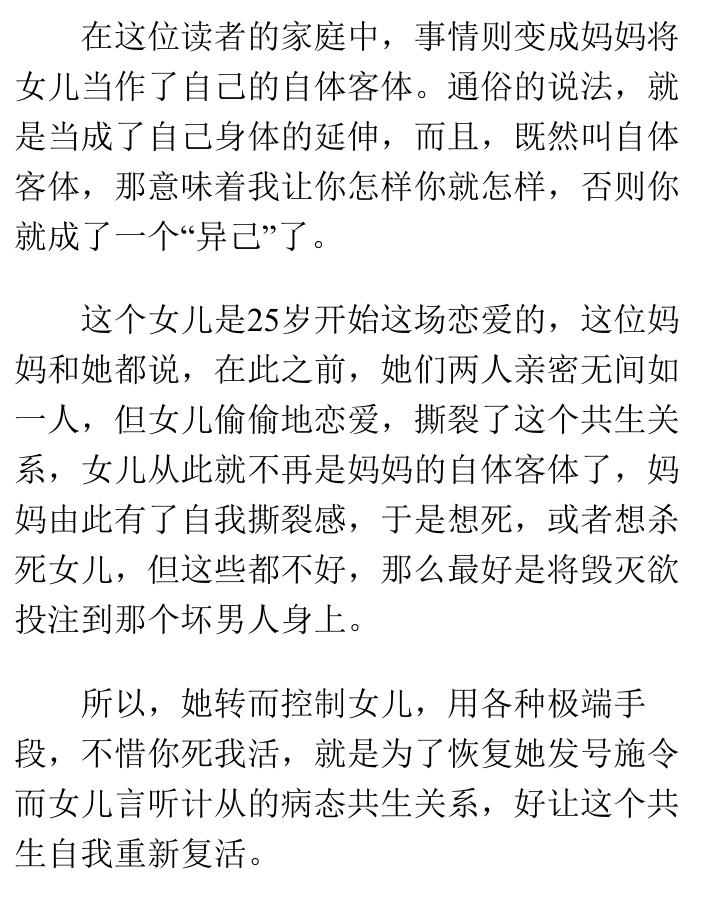 在这位读者的家庭中，事情则变成妈妈将
女儿当作了自己的自体客体。通俗的说法，就
是当成了自己身体的延伸，而且，既然叫自体
客体，那意味着我让你怎样你就怎样，否则你
就成了一个“异己”了。
这个女儿是25岁开始这场恋爱的，这位妈
妈和她都说，在此之前，她们两人亲密无间如
一人，但女儿偷偷地恋爱，撕裂了这个共生关
系，女儿从此就不再是妈妈的自体客体了，妈
妈由此有了自我撕裂感，于是想死，或者想杀
死女儿，但这些都不好，那么最好是将毁灭欲
投注到那个坏男人身上。
所以，她转而控制女儿，用各种极端手
段，不惜你死我活，就是为了恢复她发号施令
而女儿言听计从的病态共生关系，好让这个共
生自我重新复活。